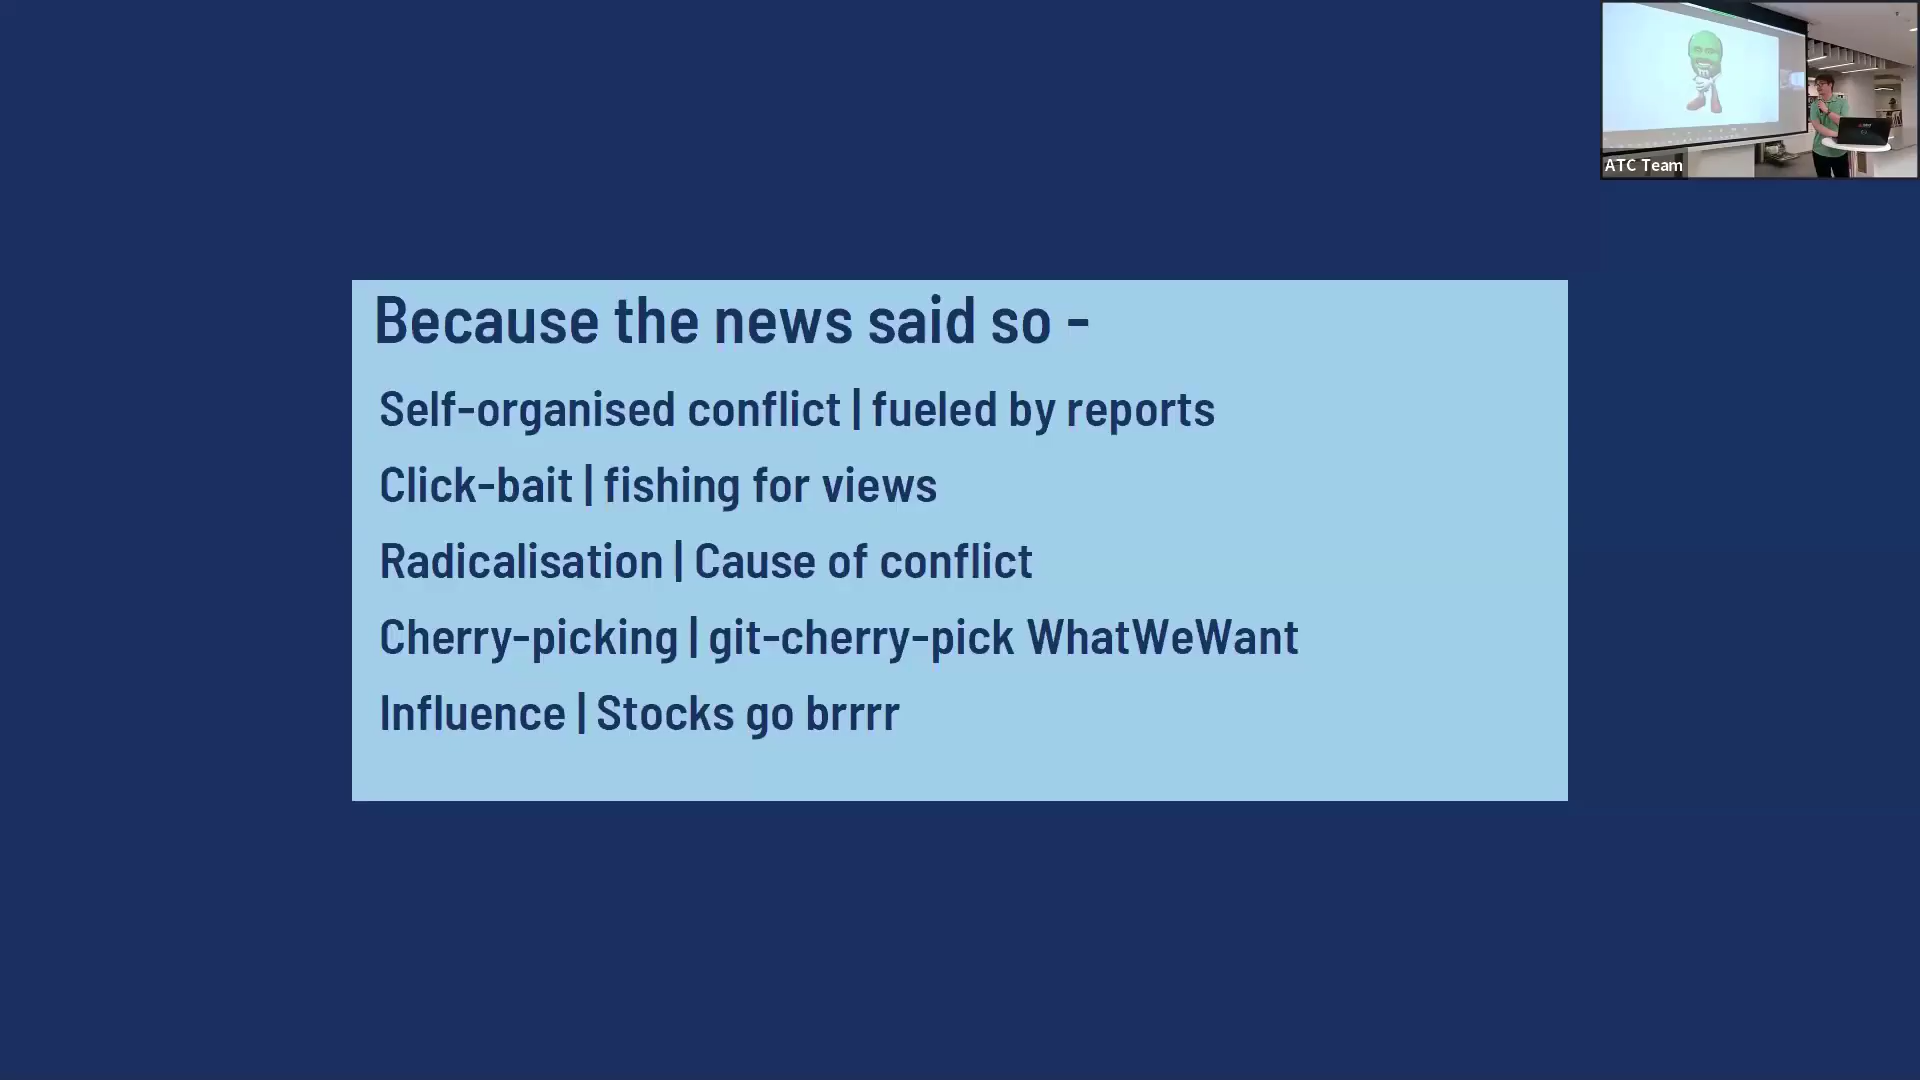 ATC Team
Because the news said so -
Self-organised conflict | fueled by reports
Click-bait | fishing for views
Radicalisation | Cause of conflict
Cherry-picking | git-cherry-pick WhatWeWant
Influence | Stocks go brrrr